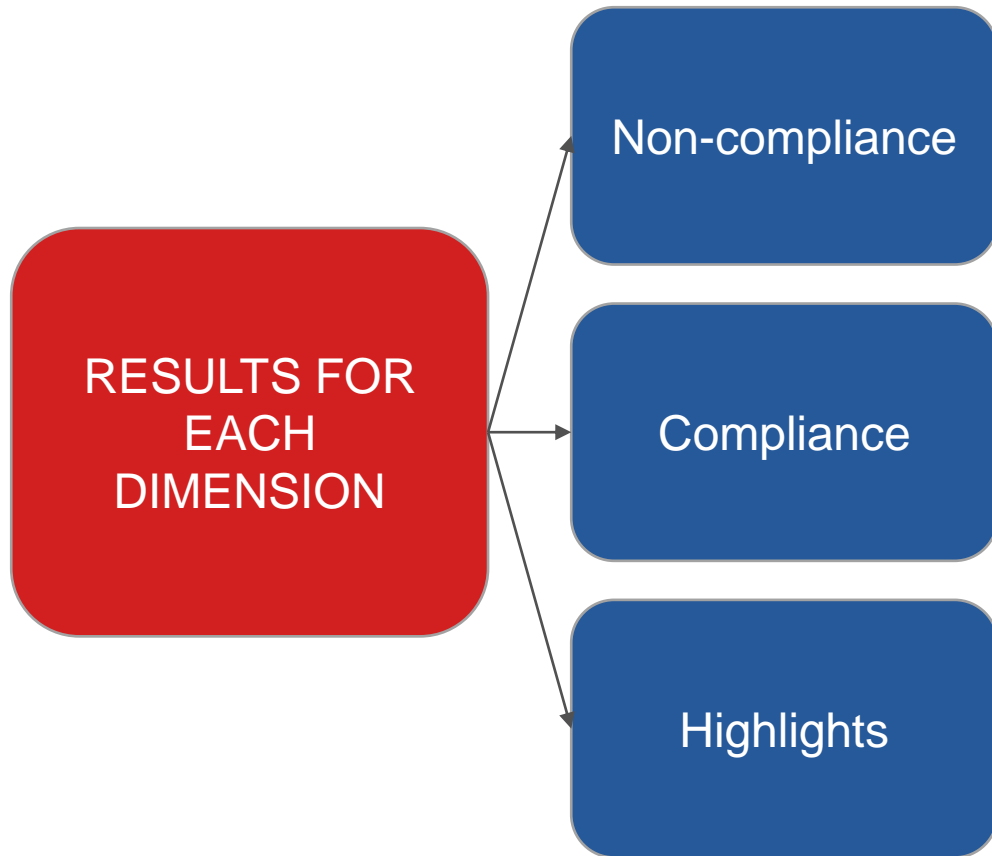 Non-compliance
RESULTS FOR
EACH
DIMENSION
Compliance
Highlights